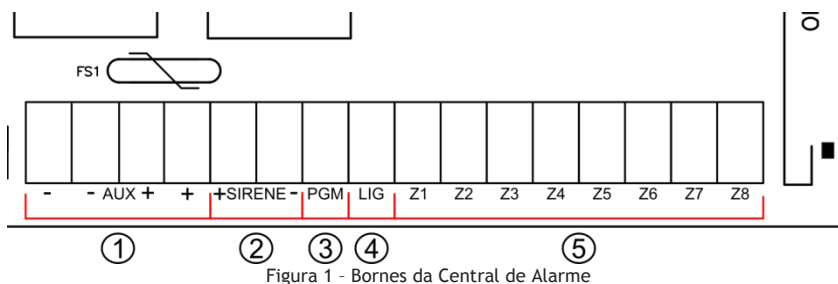 FS1
- - AUX + + +SIRENE- PGM LIG Z1 Z2 Z3 Z4 Z5 Z6 Z7 Z8
1 2 3 4 5
Figura 1 - Bornes da Central de Alarme